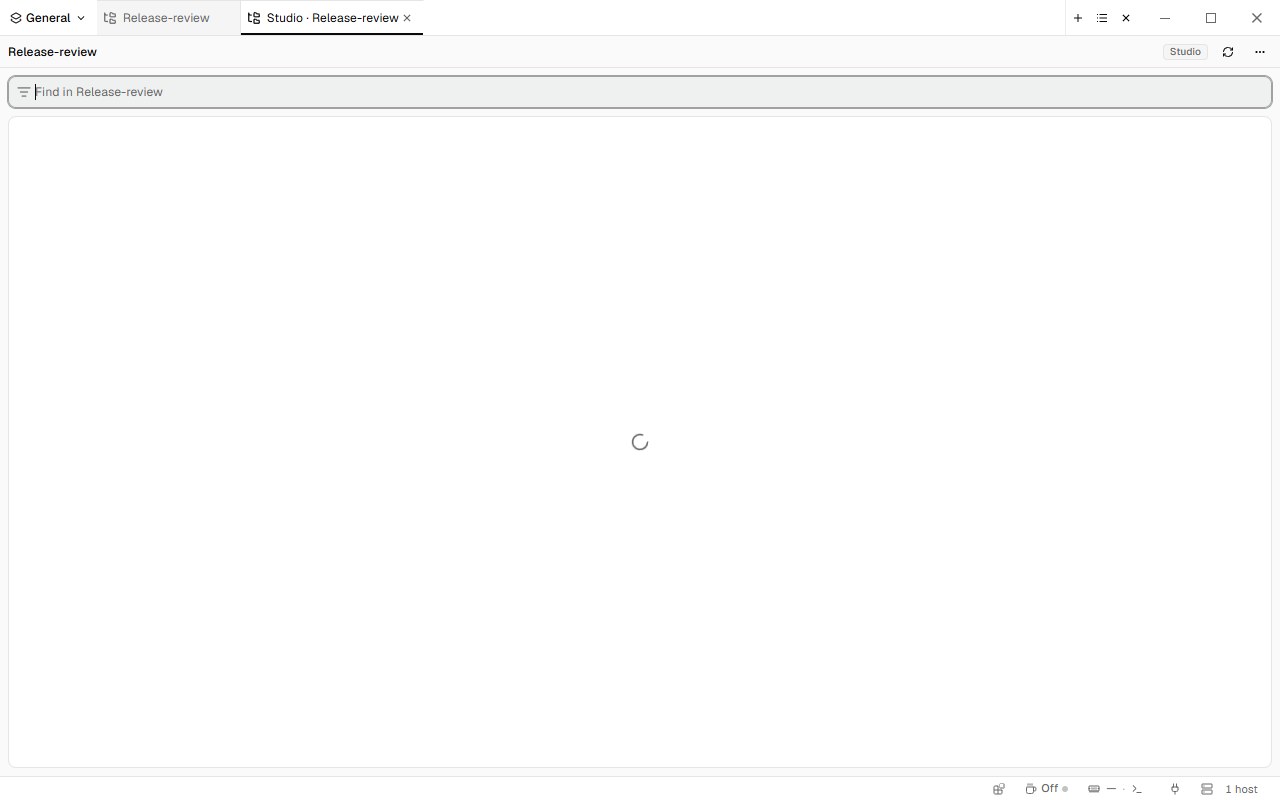 General
Release-review
Studio · Release-review
Release-review
Studio
Find in Release-review
Off
1 host